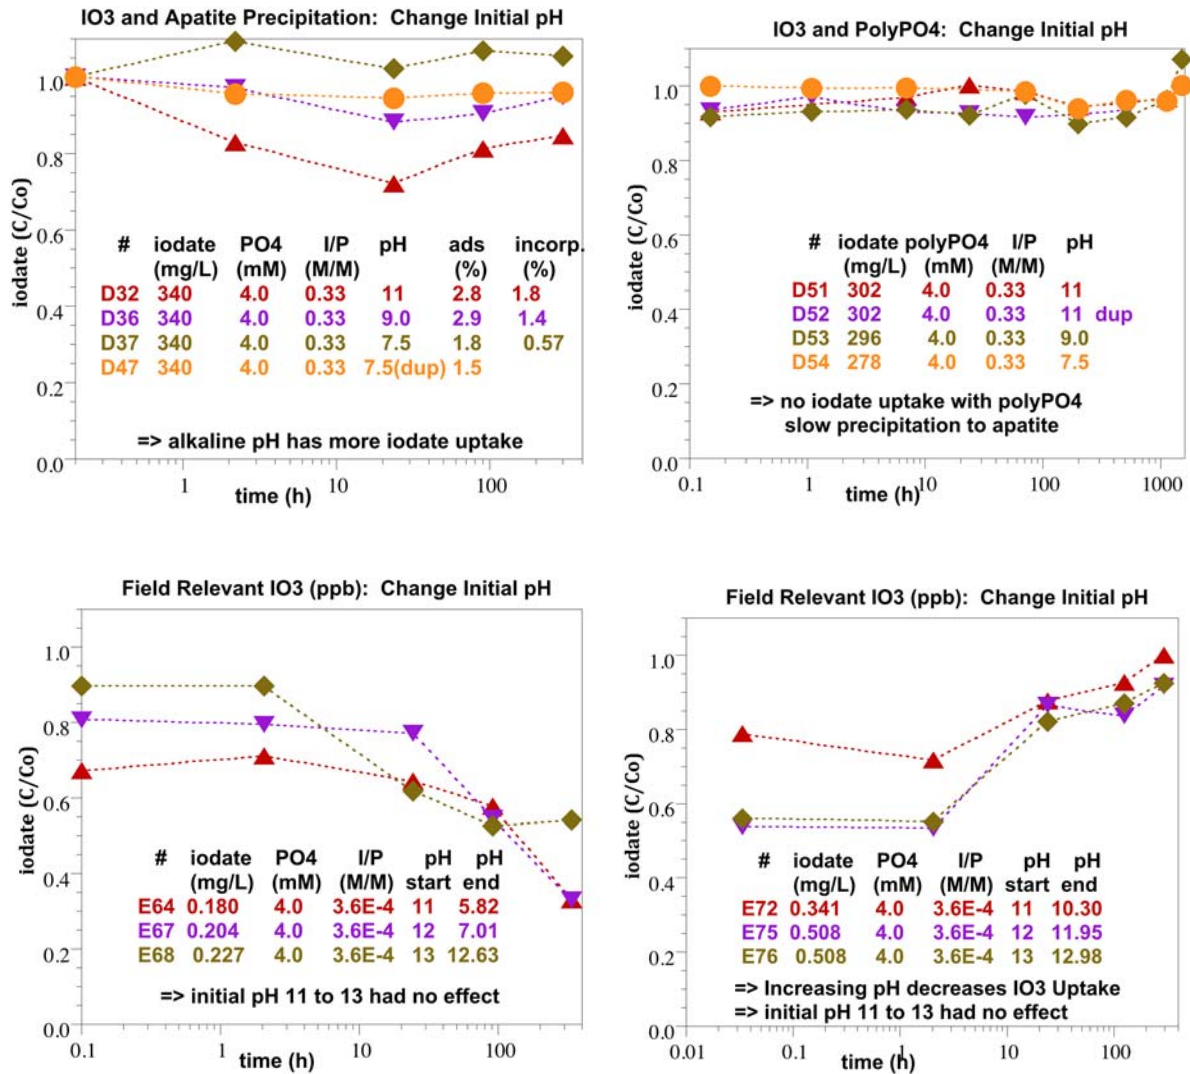 IO3 and Apatite Precipitation: Change Initial pH
iodate (C/Co)
1.0
0.8
0.6
0.4
0.2
0.0
# iodate PO4 I/P pH ads incorp.
(mg/L) (mM) (M/M) (%) (%)
D32 340 4.0 0.33 11 2.8 1.8
D36 340 4.0 0.33 9.0 2.9 1.4
D37 340 4.0 0.33 7.5 1.8 0.57
D47 340 4.0 0.33 7.5(dup) 1.5
=> alkaline pH has more iodate uptake
1 10 100
time (h)
IO3 and PolyPO4: Change Initial pH
iodate (C/Co)
1.0
0.8
0.6
0.4
0.2
0.0
# iodate polyPO4 I/P pH
(mg/L) (mM) (M/M)
D51 302 4.0 0.33 11
D52 302 4.0 0.33 11 dup
D53 296 4.0 0.33 9.0
D54 278 4.0 0.33 7.5
=> no iodate uptake with polyPO4
slow precipitation to apatite
0.1 1 10 100 1000
time (h)
Field Relevant IO3 (ppb): Change Initial pH
iodate (C/Co)
1.0
0.8
0.6
0.4
0.2
0.0
# iodate PO4 I/P pH pH
(mg/L) (mM) (M/M) start end
E64 0.180 4.0 3.6E-4 11 5.82
E67 0.204 4.0 3.6E-4 12 7.01
E68 0.227 4.0 3.6E-4 13 12.63
=> initial pH 11 to 13 had no effect
0.1 1 10 100
time (h)
Field Relevant IO3 (ppb): Change Initial pH
iodate (C/Co)
1.0
0.8
0.6
0.4
0.2
0.0
# iodate PO4 I/P pH pH
(mg/L) (mM) (M/M) start end
E72 0.341 4.0 3.6E-4 11 10.30
E75 0.508 4.0 3.6E-4 12 11.95
E76 0.508 4.0 3.6E-4 13 12.98
=> Increasing pH decreases IO3 Uptake
=> initial pH 11 to 13 had no effect
0.01 0.1 1 10 100
time (h)